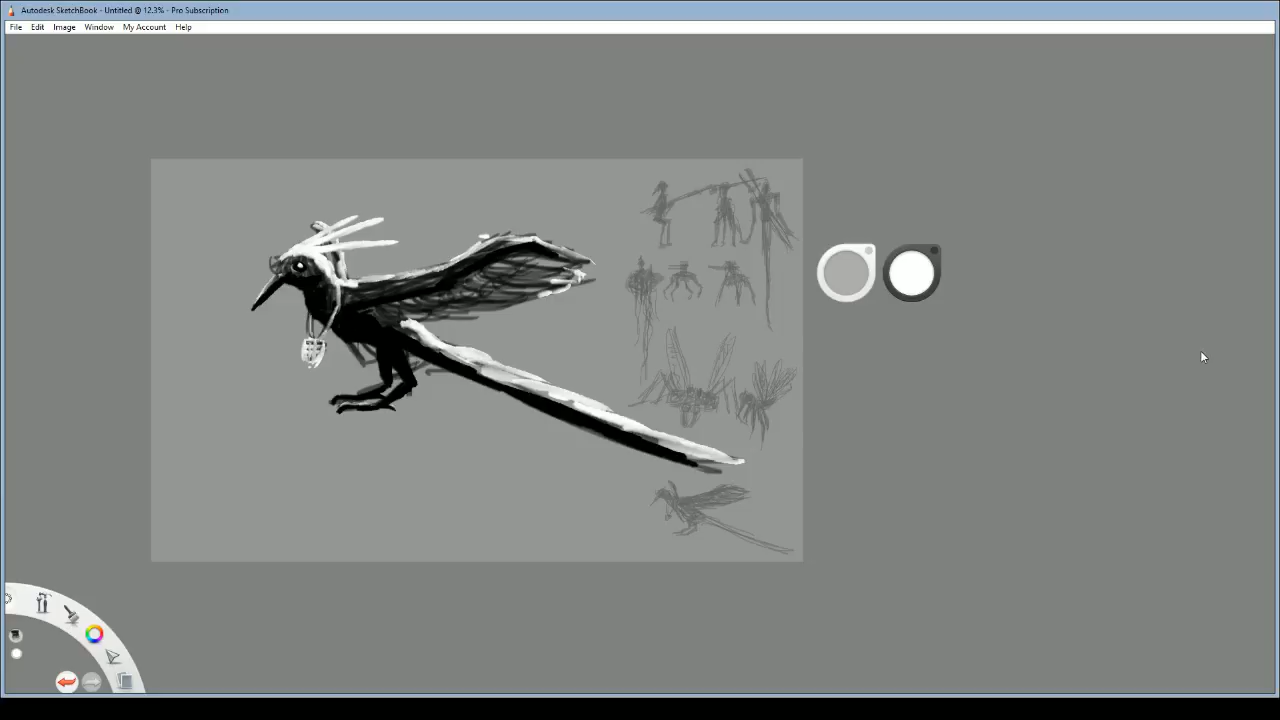 Autodesk SketchBook - Untitled @ 12.3% - Pro Subscription
File Edit Image Window My Account Help